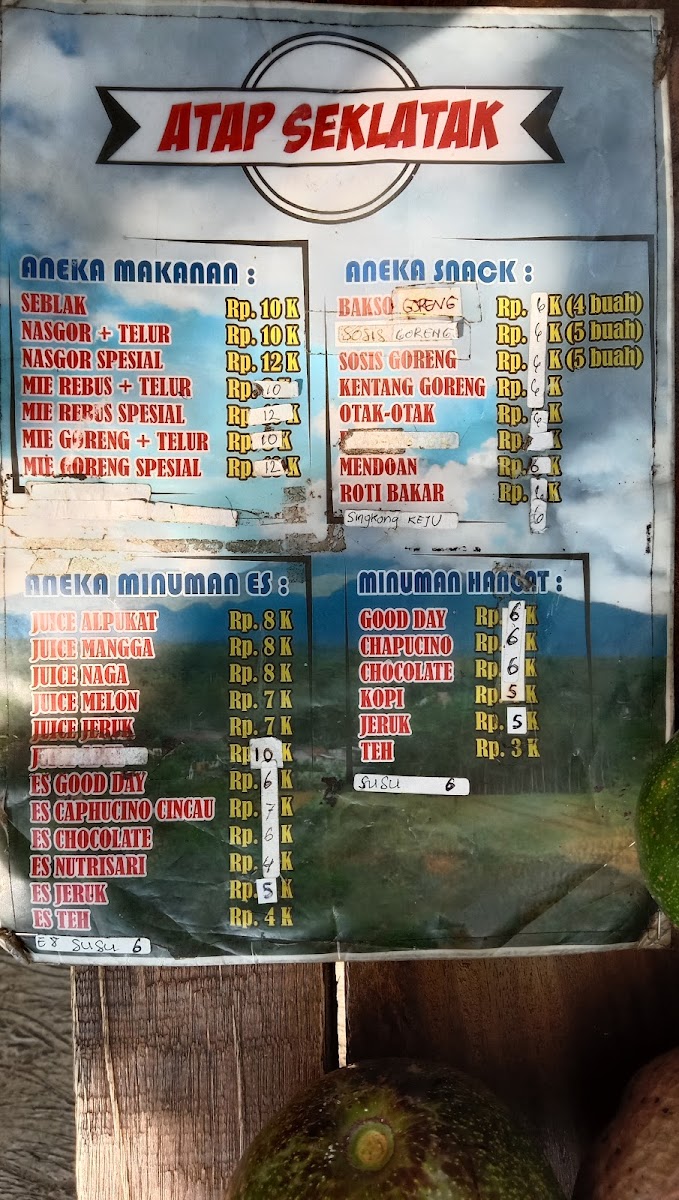 ATAP SEKLATAK
ANEKA MAKANAN :
SEBLAK Rp. 10 K
NASGOR + TELUR Rp. 10 K
NASGOR SPESIAL Rp. 12 K
MIE REBUS + TELUR Rp. 10 K
MIE REBUS SPESIAL Rp. 12 K
MIE GORENG + TELUR Rp. 10 K
MIE GORENG SPESIAL Rp. 12 K
ANEKA SNACK :
BAKSO GORENG Rp. 6 K (4 buah)
SOSIS GORENG Rp. 6 K (5 buah)
SOSIS GORENG Rp. 6 K (5 buah)
KENTANG GORENG Rp. 6 K
OTAK-OTAK Rp. 6 K
Rp. K
MENDOAN Rp. 6 K
ROTI BAKAR Rp. 6 K
Singkong KEJU 6
ANEKA MINUMAN ES :
JUICE ALPUKAT Rp. 8 K
JUICE MANGGA Rp. 8 K
JUICE NAGA Rp. 8 K
JUICE MELON Rp. 7 K
JUICE JERUK Rp. 7 K
Rp. 10 K
ES GOOD DAY Rp. 6 K
ES CAPHUCINO CINCAU Rp. 7 K
ES CHOCOLATE Rp. 6 K
ES NUTRISARI Rp. 4 K
ES JERUK Rp. 5 K
ES TEH Rp. 4 K
ES SUSU 6
MINUMAN HANGAT :
GOOD DAY Rp. 6 K
CHAPUCINO Rp. 6 K
CHOCOLATE Rp. 6 K
KOPI Rp. 5 K
JERUK Rp. 5 K
TEH Rp. 3 K
SUSU 6